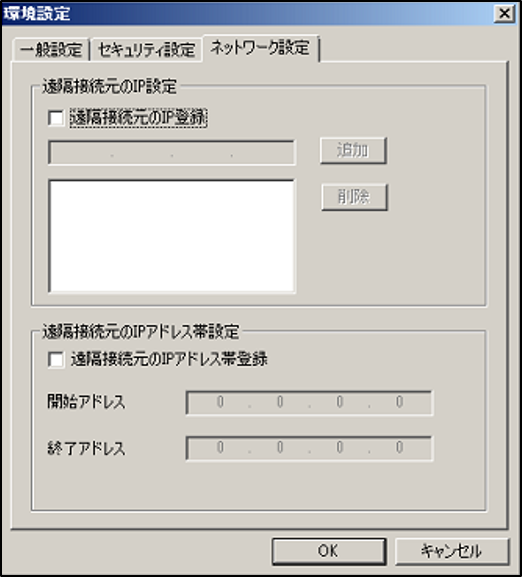 環境設定
一般設定 セキュリティ設定 ネットワーク設定
遠隔接続元のIP設定
遠隔接続元のIP登録
. . .
追加
削除
遠隔接続元のIPアドレス帯設定
遠隔接続元のIPアドレス帯登録
開始アドレス 0 . 0 . 0 . 0
終了アドレス 0 . 0 . 0 . 0
OK キャンセル